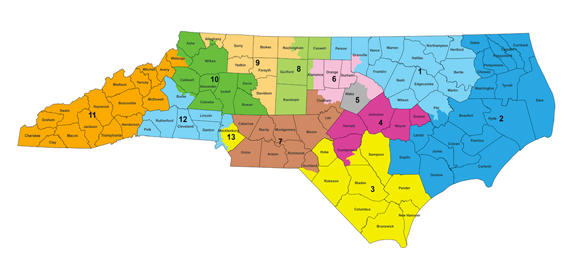 Ashe
Alleghany
Surry
Stokes
Rockingham
Caswell
Person
Granville
Vance
Warren
Northampton
Gates
Camden
Currituck
Wilkes
Yadkin
Forsyth
Guilford
Alamance
Orange
Durham
Franklin
Halifax
Hertford
Bertie
Nash
Edgecombe
Martin
Washington
Tyrrell
Dare
Watauga
Mitchell
Avery
Yancey
Madison
Caldwell
Alexander
Iredell
Davie
Davidson
Randolph
Chatham
Wake
Wilson
Pitt
Beaufort
Hyde
Swain
Haywood
Buncombe
McDowell
Burke
Catawba
Rowan
Graham
Cherokee
Macon
Jackson
Clay
Transylvania
Henderson
Rutherford
Polk
Cleveland
Lincoln
Gaston
Mecklenburg
Cabarrus
Stanly
Montgomery
Moore
Lee
Harnett
Johnston
Wayne
Greene
Lenoir
Craven
Pamlico
Jones
Carteret
Onslow
Duplin
Union
Anson
Richmond
Scotland
Hoke
Cumberland
Sampson
Robeson
Bladen
Pender
Columbus
New Hanover
Brunswick
1
2
3
4
5
6
7
8
9
10
11
12
13